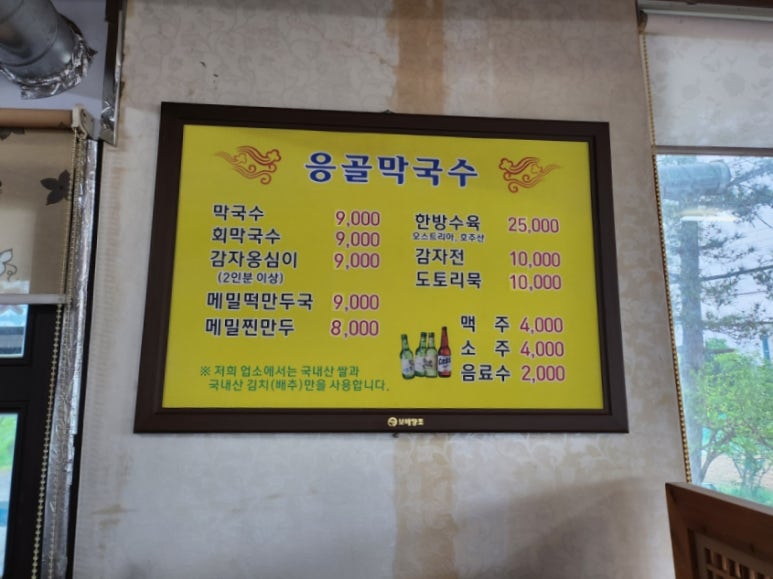 응골막국수
막국수 9,000
회막국수 9,000
감자옹심이 9,000
(2인분 이상)
메밀떡만두국 9,000
메밀찐만두 8,000
※ 저희 업소에서는 국내산 쌀과
국내산 김치(배추)만을 사용합니다.
한방수육 25,000
오스트리아, 호주산
감자전 10,000
도토리묵 10,000
맥 주 4,000
소 주 4,000
음료수 2,000